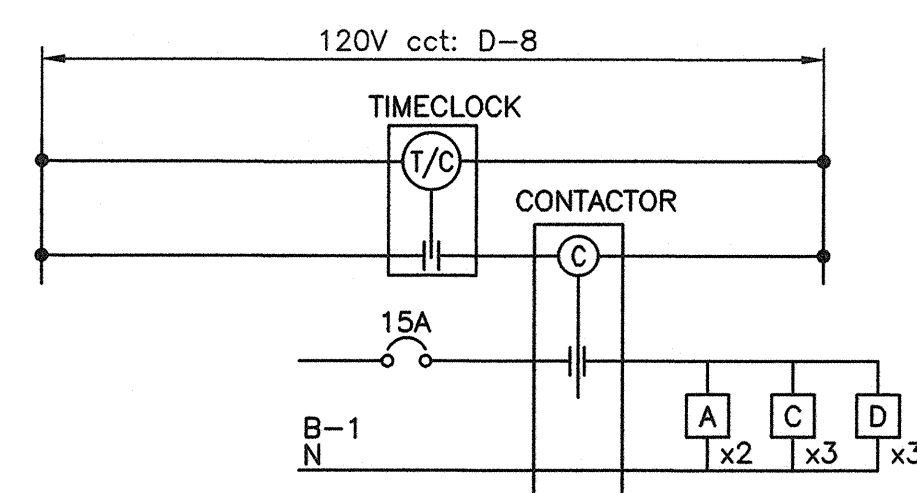 120V cct: D-8
TIMECLOCK
T/C
CONTACTOR
C
15A
B-1
N
A
x2
C
x3
D
x3